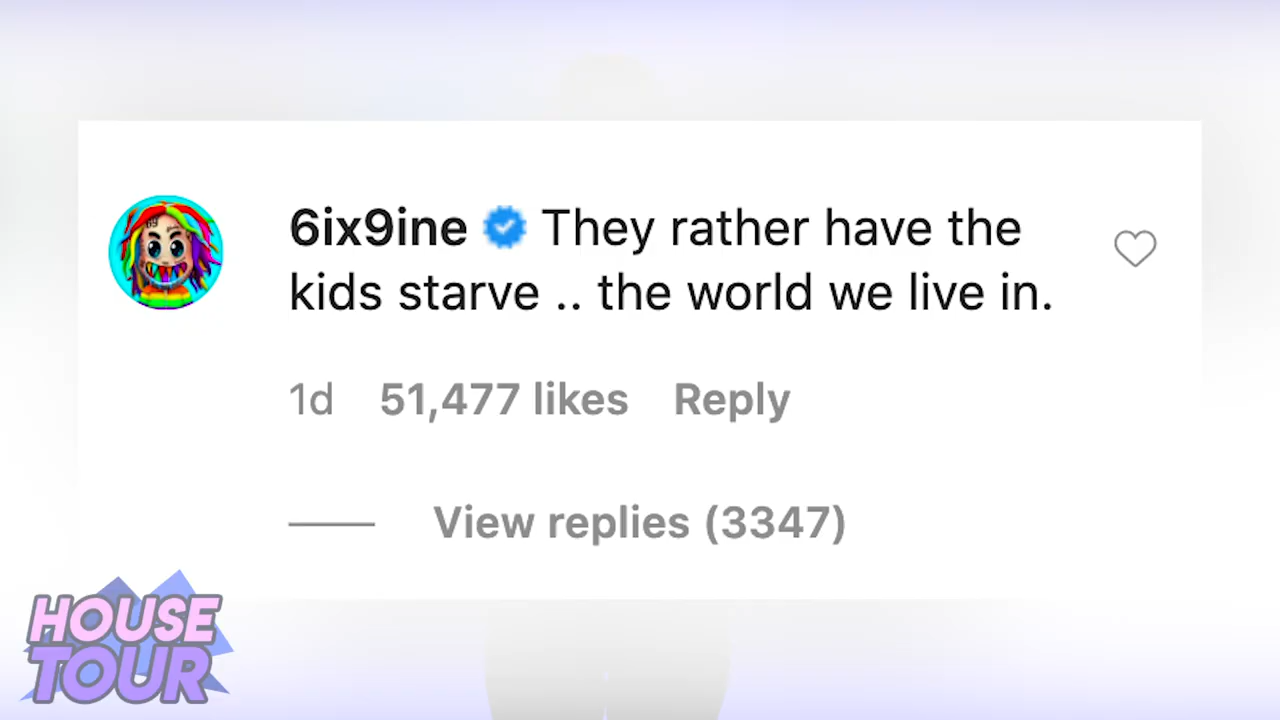 6ix9ine They rather have the
kids starve .. the world we live in.
1d 51,477 likes Reply
View replies (3347)
HOUSE
TOUR